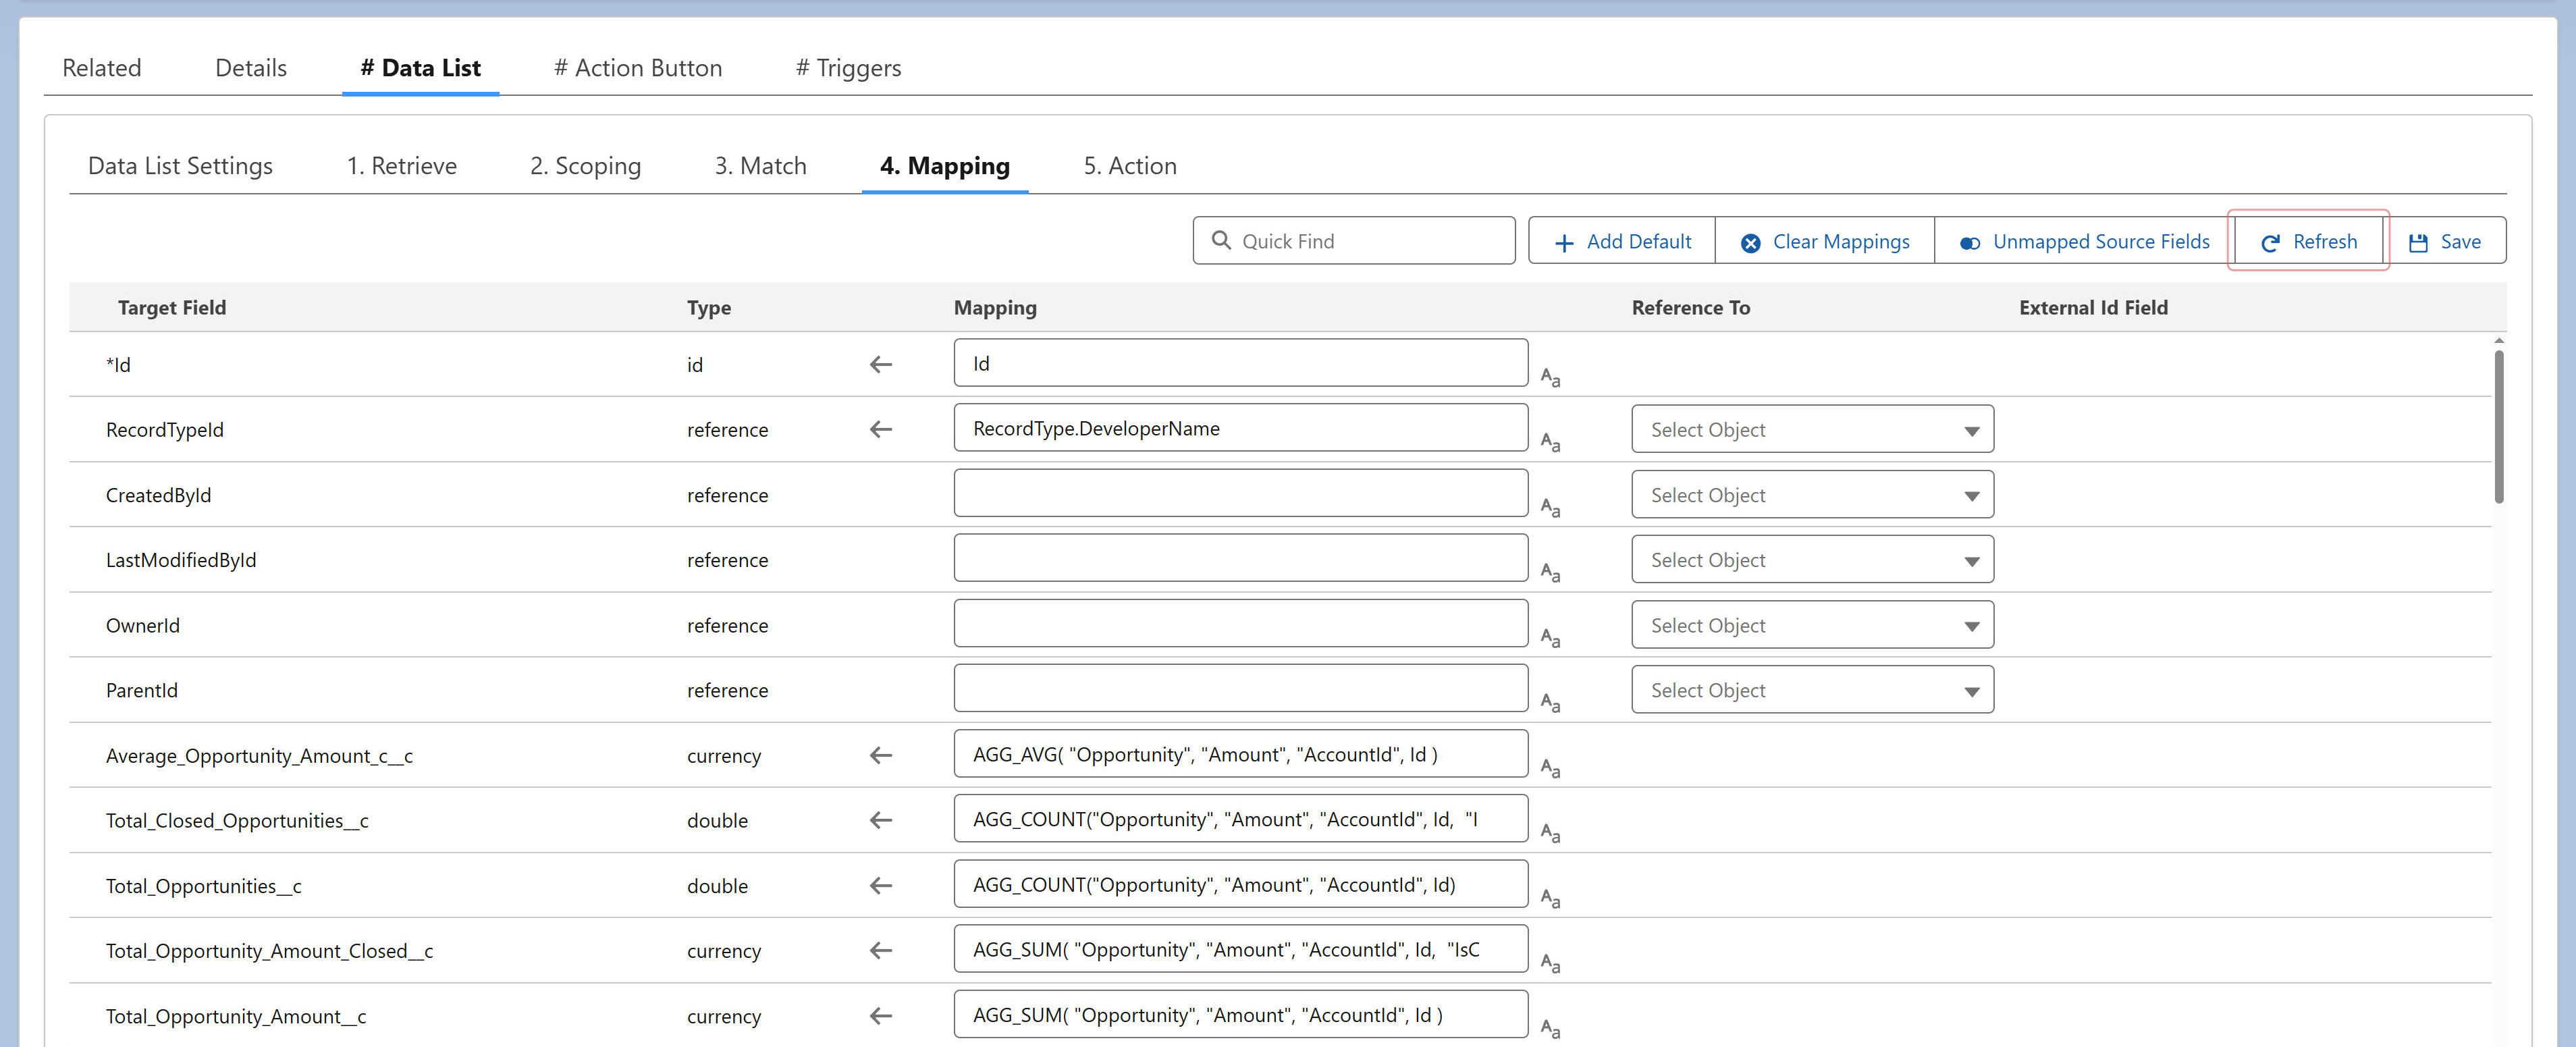 Related Details # Data List # Action Button # Triggers
Data List Settings 1. Retrieve 2. Scoping 3. Match 4. Mapping 5. Action
Quick Find Add Default Clear Mappings Unmapped Source Fields Refresh Save
Target Field Type Mapping Reference To External Id Field
*Id id Id Aa
RecordTypeId reference RecordType.DeveloperName Aa Select Object
CreatedById reference Aa Select Object
LastModifiedById reference Aa Select Object
OwnerId reference Aa Select Object
ParentId reference Aa Select Object
Average_Opportunity_Amount_c__c currency AGG_AVG( "Opportunity", "Amount", "AccountId", Id ) Aa
Total_Closed_Opportunities__c double AGG_COUNT("Opportunity", "Amount", "AccountId", Id, "I Aa
Total_Opportunities__c double AGG_COUNT("Opportunity", "Amount", "AccountId", Id) Aa
Total_Opportunity_Amount_Closed__c currency AGG_SUM( "Opportunity", "Amount", "AccountId", Id, "IsC Aa
Total_Opportunity_Amount__c currency AGG_SUM( "Opportunity", "Amount", "AccountId", Id ) Aa